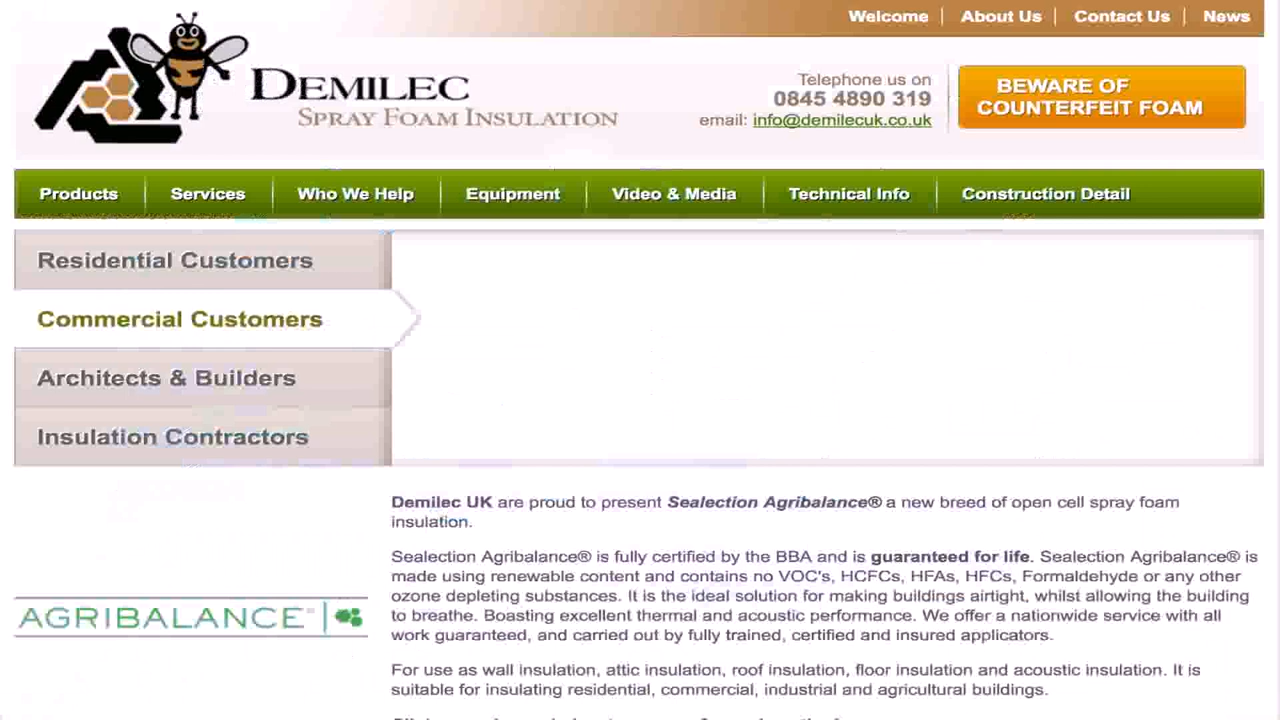 Welcome | About Us | Contact Us | News
DEMILEC
SPRAY FOAM INSULATION
Telephone us on
0845 4890 319
email: info@demilecuk.co.uk
BEWARE OF
COUNTERFEIT FOAM
Products | Services | Who We Help | Equipment | Video & Media | Technical Info | Construction Detail
Residential Customers
Commercial Customers
Architects & Builders
Insulation Contractors
AGRIBALANCE
Demilec UK are proud to present Sealection Agribalance® a new breed of open cell spray foam
insulation.
Sealection Agribalance® is fully certified by the BBA and is guaranteed for life. Sealection Agribalance® is
made using renewable content and contains no VOC's, HCFCs, HFAs, HFCs, Formaldehyde or any other
ozone depleting substances. It is the ideal solution for making buildings airtight, whilst allowing the building
to breathe. Boasting excellent thermal and acoustic performance. We offer a nationwide service with all
work guaranteed, and carried out by fully trained, certified and insured applicators.
For use as wall insulation, attic insulation, roof insulation, floor insulation and acoustic insulation. It is
suitable for insulating residential, commercial, industrial and agricultural buildings.